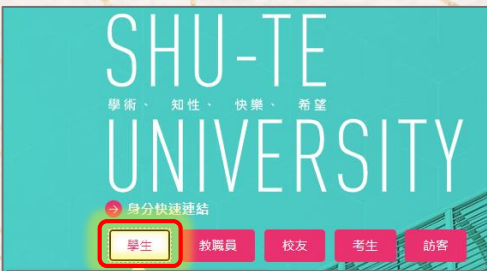 SHU-TE
學術、 知性、 快樂、 希望
UNIVERSITY
身分快速連結
學生 教職員 校友 考生 訪客